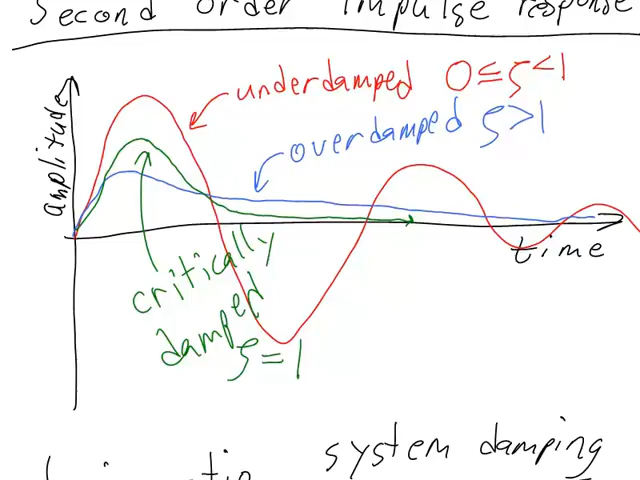 Second Order Impulse Response
underdamped 0≤ζ<1
overdamped ζ>1
amplitude
time
critically
damped
ζ=1
system damping